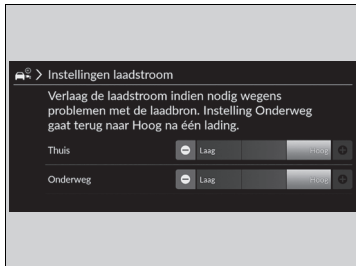 Instellingen laadstroom
Verlaag de laadstroom indien nodig wegens
problemen met de laadbron. Instelling Onderweg
gaat terug naar Hoog na één lading.
Thuis
Laag
Hoog
Onderweg
Laag
Hoog